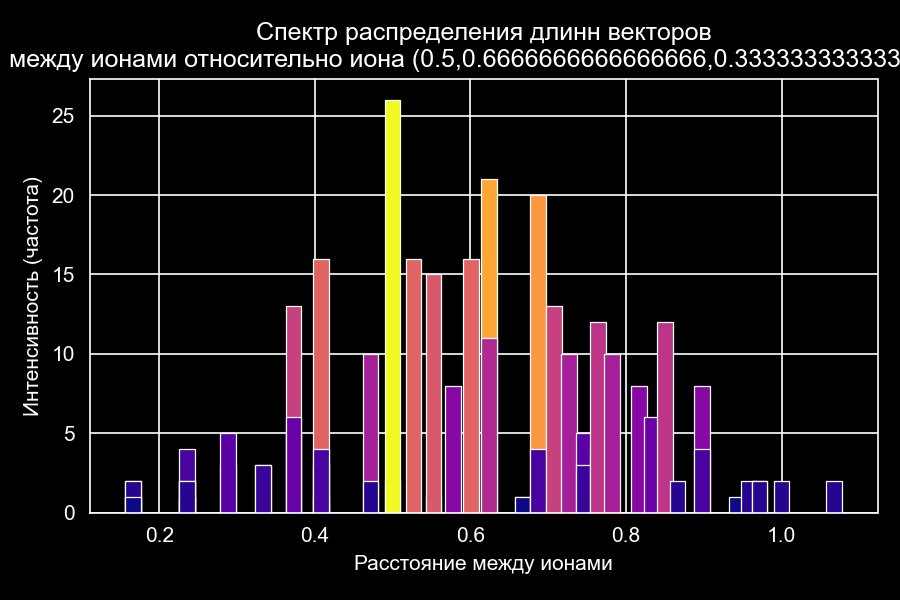 Спектр распределения длинн векторов
между ионами относительно иона (0.5,0.6666666666666666,0.333333333333
Интенсивность (частота)
25
20
15
10
5
0
0.2 0.4 0.6 0.8 1.0
Расстояние между ионами